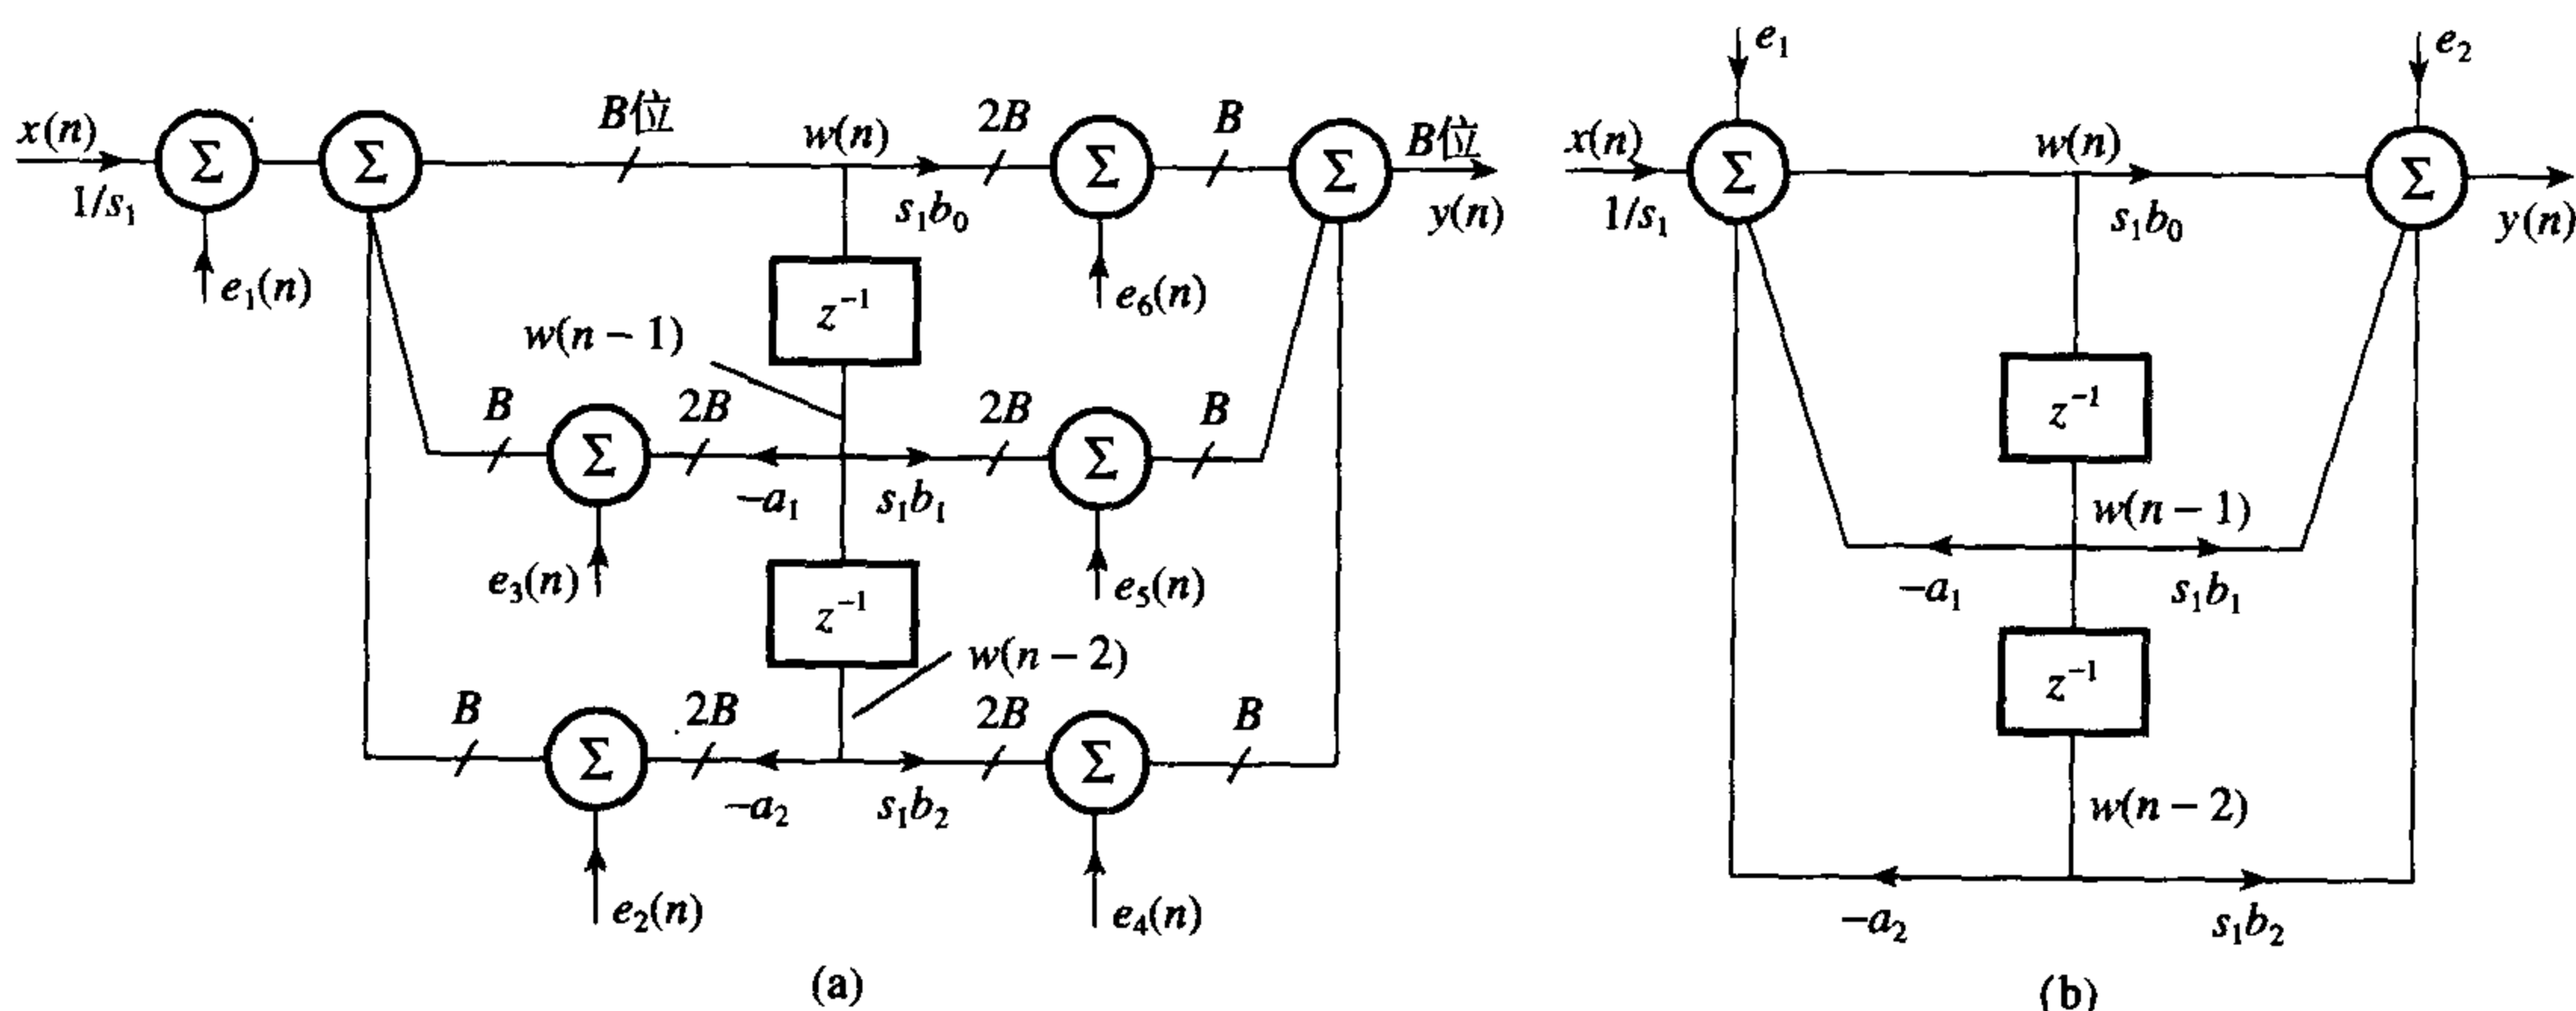 x(n)
1/s₁
Σ
e₁(n)
Σ
B位
w(n)
s₁b₀
2B
Σ
e₆(n)
B
Σ
B位
y(n)
z⁻¹
w(n − 1)
B
Σ
e₃(n)
2B
−a₁
s₁b₁
2B
Σ
e₅(n)
B
z⁻¹
w(n − 2)
B
Σ
e₂(n)
2B
−a₂
s₁b₂
2B
Σ
e₄(n)
B
(a)
e₁
e₂
x(n)
1/s₁
Σ
w(n)
s₁b₀
Σ
y(n)
z⁻¹
w(n − 1)
−a₁
s₁b₁
z⁻¹
w(n − 2)
−a₂
s₁b₂
(b)